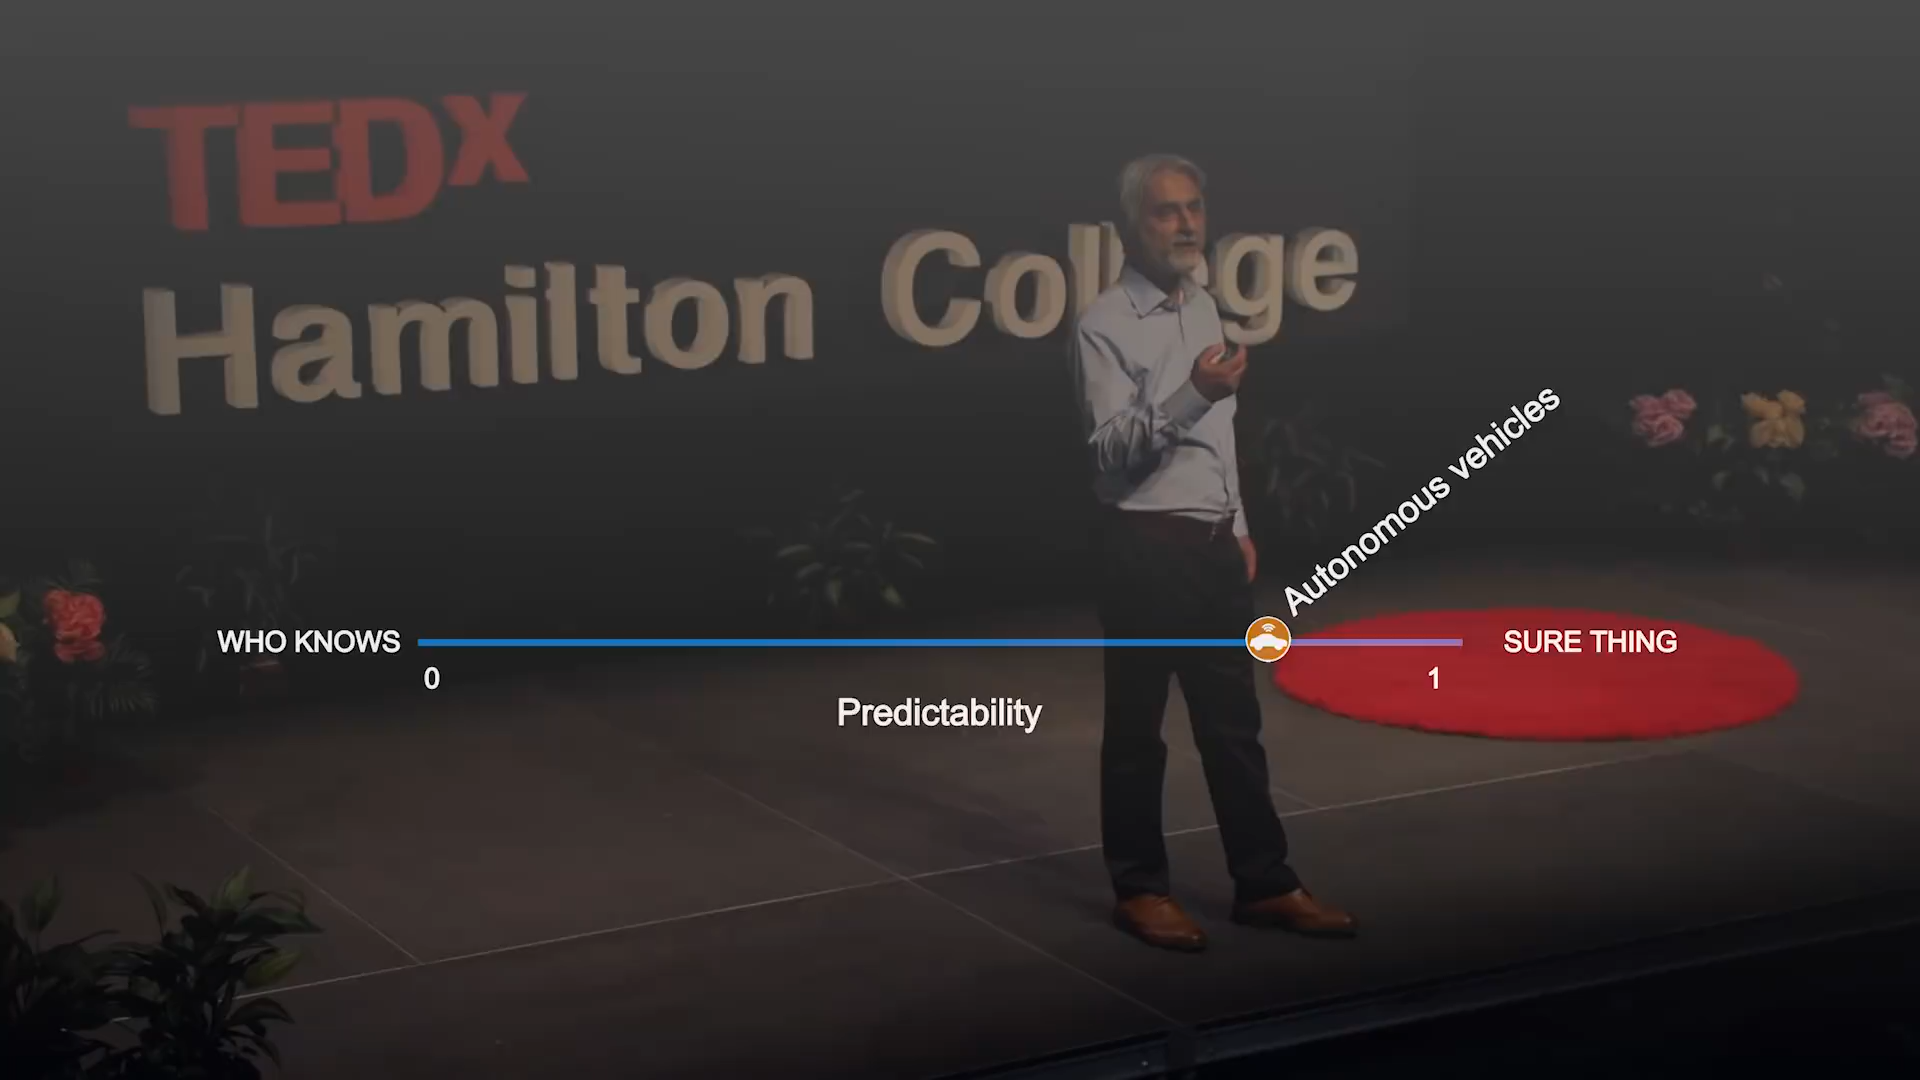 TEDx
Hamilton College
Autonomous vehicles
WHO KNOWS
SURE THING
0
1
Predictability